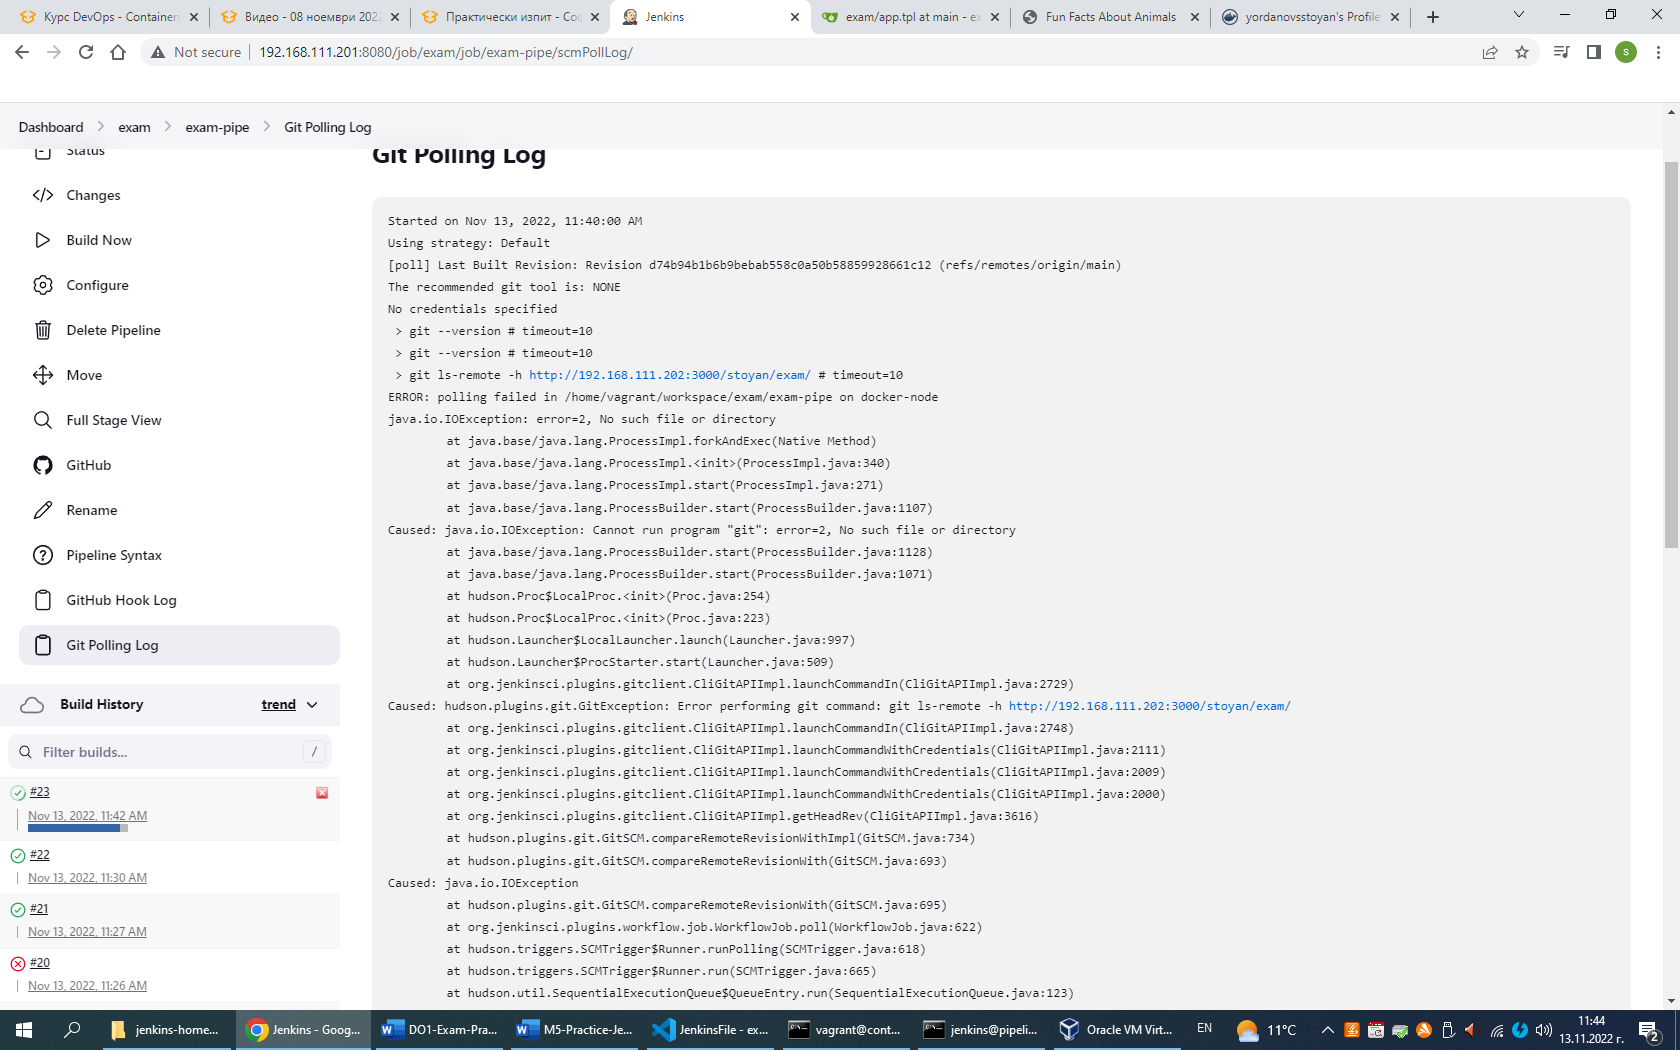 Курс DevOps - Containeri
Видео - 08 ноември 2022
Практически изпит - Соф
Jenkins
exam/app.tpl at main - ex
Fun Facts About Animals
yordanovsstoyan's Profile
Not secure
192.168.111.201:8080/job/exam/job/exam-pipe/scmPollLog/
s
Dashboard
exam
exam-pipe
Git Polling Log
Status
Changes
Build Now
Configure
Delete Pipeline
Move
Full Stage View
GitHub
Rename
Pipeline Syntax
GitHub Hook Log
Git Polling Log
Build History
trend
Filter builds...
/
#23
Nov 13, 2022, 11:42 AM
#22
Nov 13, 2022, 11:30 AM
#21
Nov 13, 2022, 11:27 AM
#20
Nov 13, 2022, 11:26 AM
Git Polling Log
Started on Nov 13, 2022, 11:40:00 AM
Using strategy: Default
[poll] Last Built Revision: Revision d74b94b1b6b9bebab558c0a50b58859928661c12 (refs/remotes/origin/main)
The recommended git tool is: NONE
No credentials specified
> git --version # timeout=10
> git --version # timeout=10
> git ls-remote -h http://192.168.111.202:3000/stoyan/exam/ # timeout=10
ERROR: polling failed in /home/vagrant/workspace/exam/exam-pipe on docker-node
java.io.IOException: error=2, No such file or directory
at java.base/java.lang.ProcessImpl.forkAndExec(Native Method)
at java.base/java.lang.ProcessImpl.<init>(ProcessImpl.java:340)
at java.base/java.lang.ProcessImpl.start(ProcessImpl.java:271)
at java.base/java.lang.ProcessBuilder.start(ProcessBuilder.java:1107)
Caused: java.io.IOException: Cannot run program "git": error=2, No such file or directory
at java.base/java.lang.ProcessBuilder.start(ProcessBuilder.java:1128)
at java.base/java.lang.ProcessBuilder.start(ProcessBuilder.java:1071)
at hudson.Proc$LocalProc.<init>(Proc.java:254)
at hudson.Proc$LocalProc.<init>(Proc.java:223)
at hudson.Launcher$LocalLauncher.launch(Launcher.java:997)
at hudson.Launcher$ProcStarter.start(Launcher.java:509)
at org.jenkinsci.plugins.gitclient.CliGitAPIImpl.launchCommandIn(CliGitAPIImpl.java:2729)
Caused: hudson.plugins.git.GitException: Error performing git command: git ls-remote -h http://192.168.111.202:3000/stoyan/exam/
at org.jenkinsci.plugins.gitclient.CliGitAPIImpl.launchCommandIn(CliGitAPIImpl.java:2748)
at org.jenkinsci.plugins.gitclient.CliGitAPIImpl.launchCommandWithCredentials(CliGitAPIImpl.java:2111)
at org.jenkinsci.plugins.gitclient.CliGitAPIImpl.launchCommandWithCredentials(CliGitAPIImpl.java:2009)
at org.jenkinsci.plugins.gitclient.CliGitAPIImpl.launchCommandWithCredentials(CliGitAPIImpl.java:2000)
at org.jenkinsci.plugins.gitclient.CliGitAPIImpl.getHeadRev(CliGitAPIImpl.java:3616)
at hudson.plugins.git.GitSCM.compareRemoteRevisionWithImpl(GitSCM.java:734)
at hudson.plugins.git.GitSCM.compareRemoteRevisionWith(GitSCM.java:693)
Caused: java.io.IOException
at hudson.plugins.git.GitSCM.compareRemoteRevisionWith(GitSCM.java:695)
at org.jenkinsci.plugins.workflow.job.WorkflowJob.poll(WorkflowJob.java:622)
at hudson.triggers.SCMTrigger$Runner.runPolling(SCMTrigger.java:618)
at hudson.triggers.SCMTrigger$Runner.run(SCMTrigger.java:665)
at hudson.util.SequentialExecutionQueue$QueueEntry.run(SequentialExecutionQueue.java:123)
jenkins-home...
Jenkins - Goog...
DO1-Exam-Pra...
M5-Practice-Je...
JenkinsFile - ex...
vagrant@cont...
jenkins@pipeli...
Oracle VM Virt...
EN
11°C
11:44
13.11.2022 г.
2